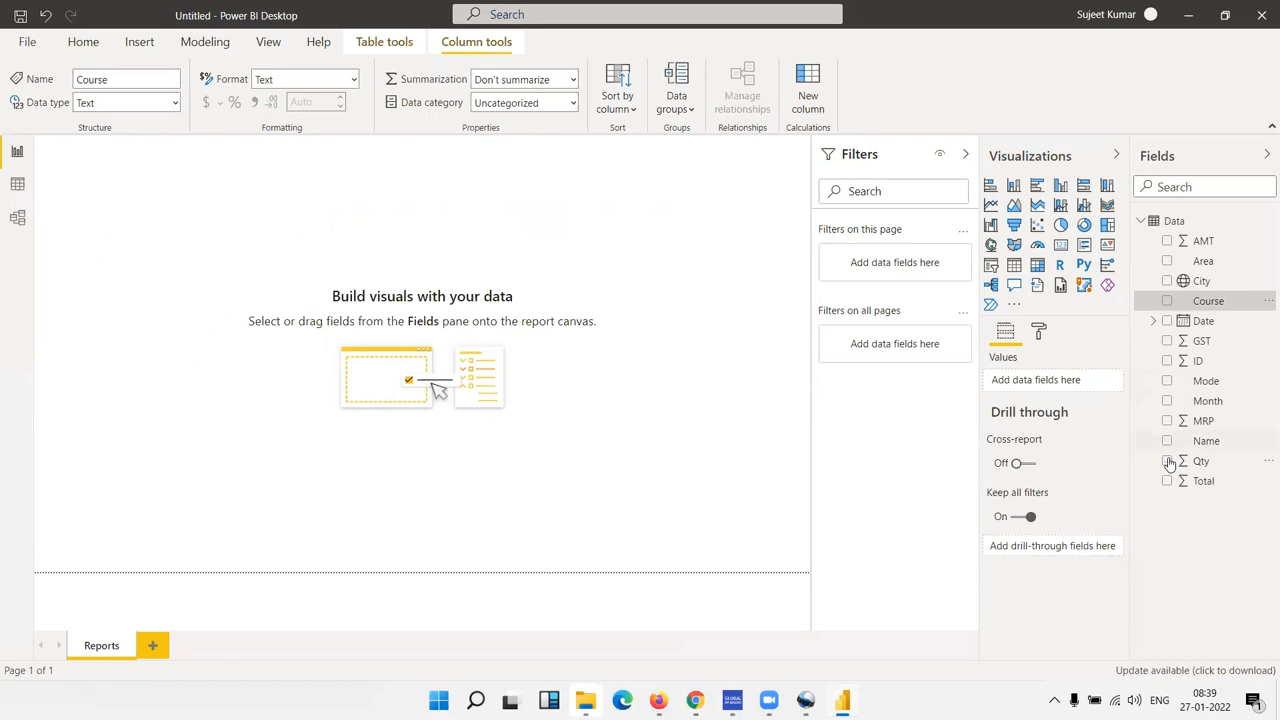 Untitled - Power BI Desktop
Search
Sujeet Kumar
File
Home
Insert
Modeling
View
Help
Table tools
Column tools
Name
Course
Format
Text
Summarization
Don't summarize
Sort by
column
Data
groups
Manage
relationships
New
column
Data type
Text
$
%
Auto
Data category
Uncategorized
Structure
Formatting
Properties
Sort
Groups
Relationships
Calculations
Build visuals with your data
Select or drag fields from the Fields pane onto the report canvas.
Filters
Search
Filters on this page
...
Add data fields here
Filters on all pages
...
Add data fields here
Visualizations
R
Py
...
Values
Add data fields here
Drill through
Cross-report
Off
Keep all filters
On
Add drill-through fields here
Fields
Search
Data
AMT
Area
City
Course
Date
GST
ID
Mode
Month
MRP
Name
Qty
Total
Reports
Page 1 of 1
Update available (click to download)
ENG
08:39
27-01-2022